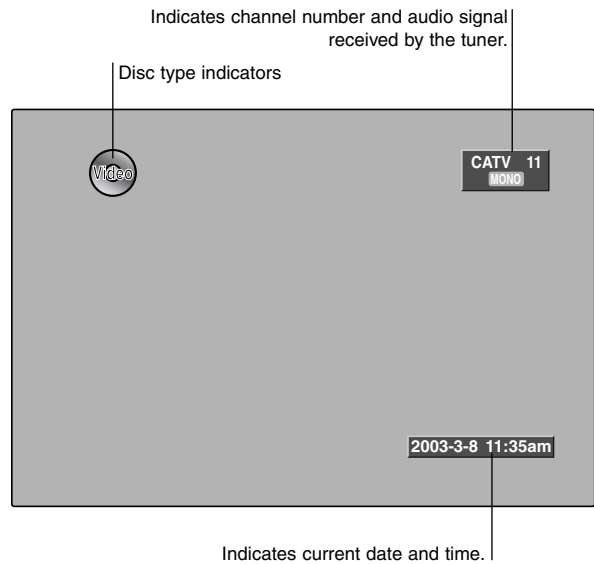 Indicates channel number and audio signal
received by the tuner.
Disc type indicators
Video
CATV 11
MONO
2003-3-8 11:35am
Indicates current date and time.